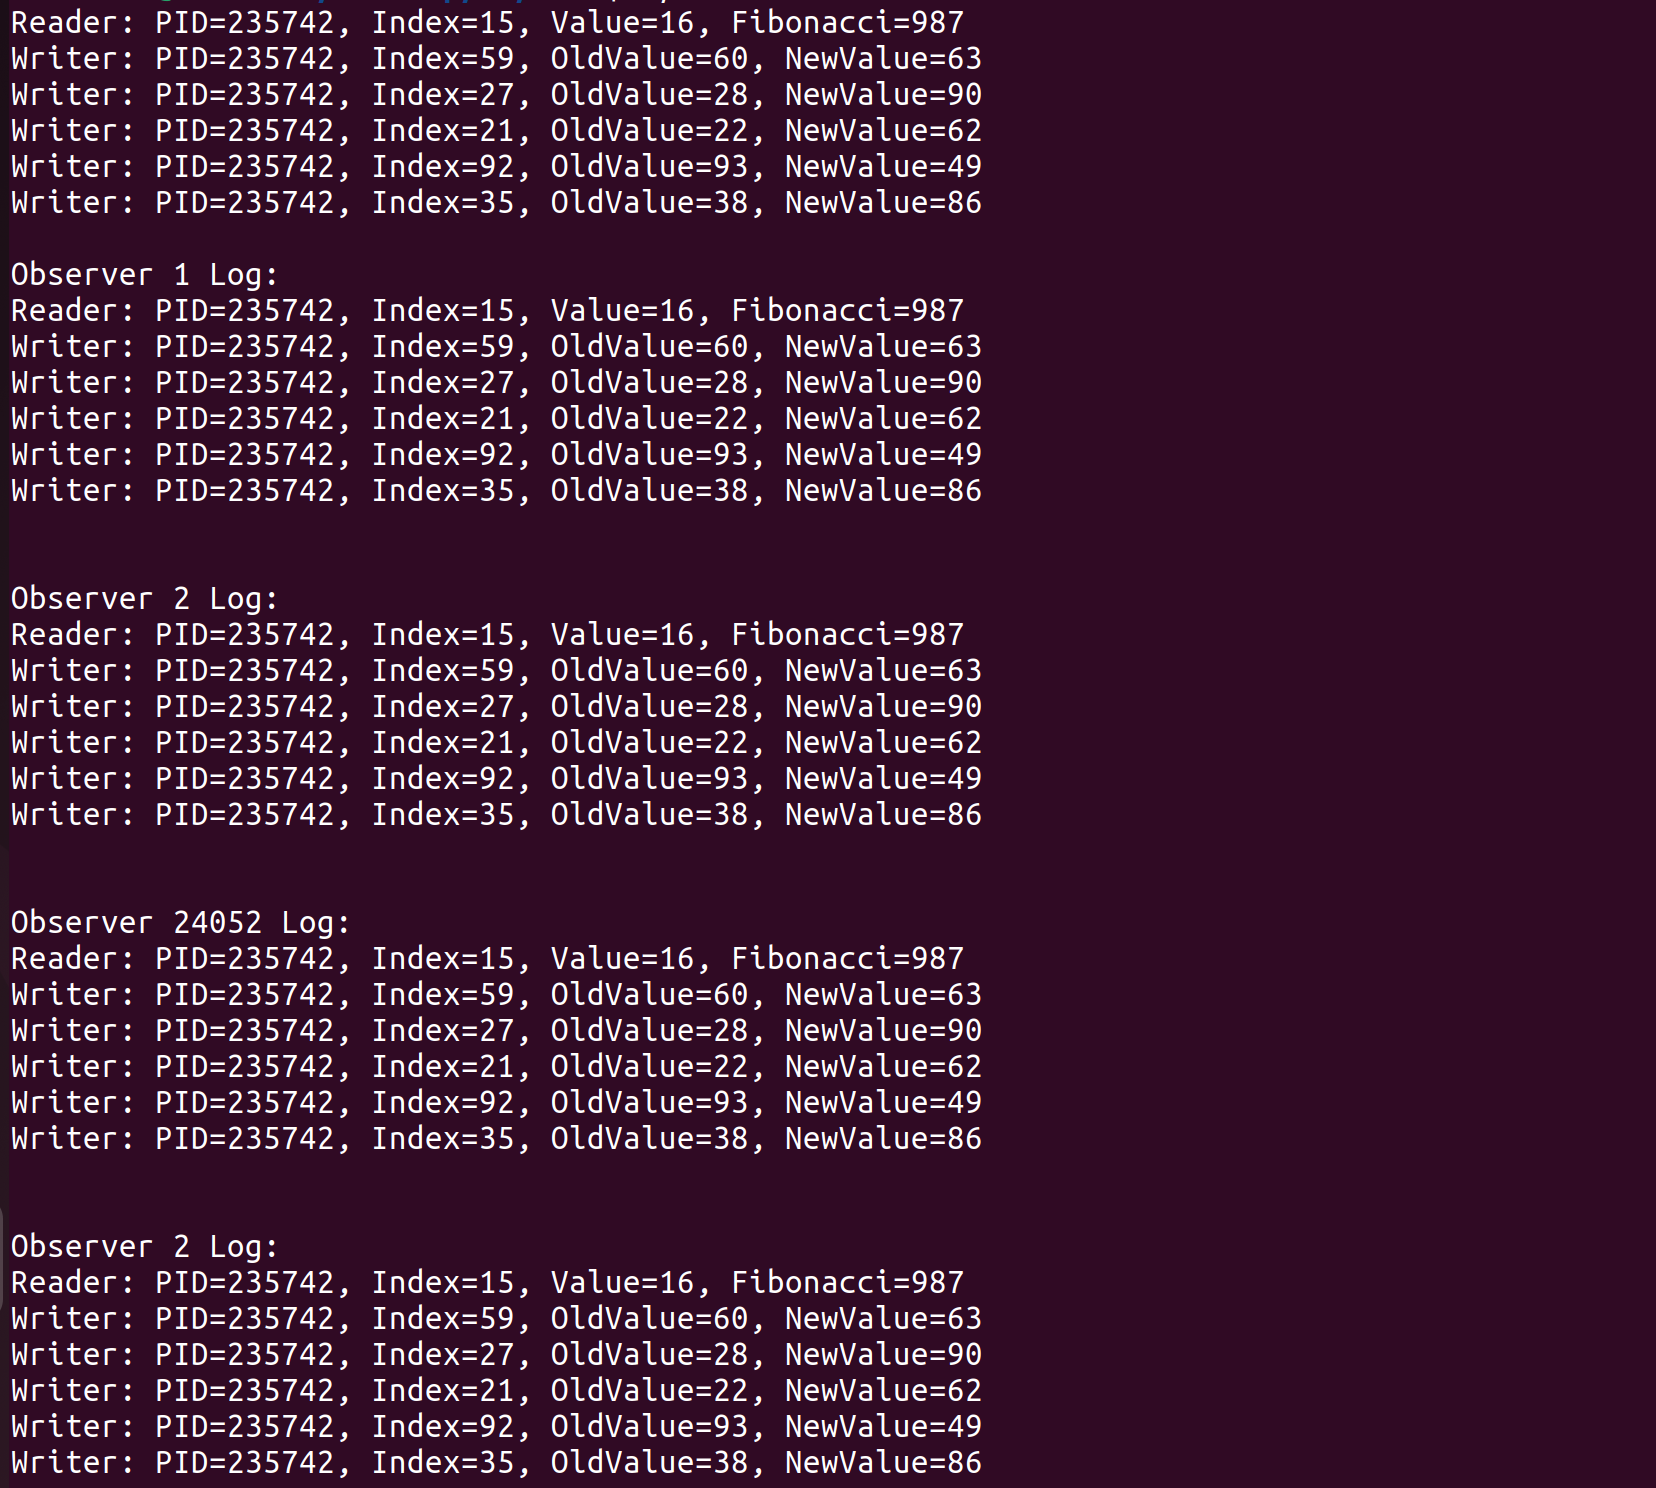 Reader: PID=235742, Index=15, Value=16, Fibonacci=987
Writer: PID=235742, Index=59, OldValue=60, NewValue=63
Writer: PID=235742, Index=27, OldValue=28, NewValue=90
Writer: PID=235742, Index=21, OldValue=22, NewValue=62
Writer: PID=235742, Index=92, OldValue=93, NewValue=49
Writer: PID=235742, Index=35, OldValue=38, NewValue=86
Observer 1 Log:
Reader: PID=235742, Index=15, Value=16, Fibonacci=987
Writer: PID=235742, Index=59, OldValue=60, NewValue=63
Writer: PID=235742, Index=27, OldValue=28, NewValue=90
Writer: PID=235742, Index=21, OldValue=22, NewValue=62
Writer: PID=235742, Index=92, OldValue=93, NewValue=49
Writer: PID=235742, Index=35, OldValue=38, NewValue=86
Observer 2 Log:
Reader: PID=235742, Index=15, Value=16, Fibonacci=987
Writer: PID=235742, Index=59, OldValue=60, NewValue=63
Writer: PID=235742, Index=27, OldValue=28, NewValue=90
Writer: PID=235742, Index=21, OldValue=22, NewValue=62
Writer: PID=235742, Index=92, OldValue=93, NewValue=49
Writer: PID=235742, Index=35, OldValue=38, NewValue=86
Observer 24052 Log:
Reader: PID=235742, Index=15, Value=16, Fibonacci=987
Writer: PID=235742, Index=59, OldValue=60, NewValue=63
Writer: PID=235742, Index=27, OldValue=28, NewValue=90
Writer: PID=235742, Index=21, OldValue=22, NewValue=62
Writer: PID=235742, Index=92, OldValue=93, NewValue=49
Writer: PID=235742, Index=35, OldValue=38, NewValue=86
Observer 2 Log:
Reader: PID=235742, Index=15, Value=16, Fibonacci=987
Writer: PID=235742, Index=59, OldValue=60, NewValue=63
Writer: PID=235742, Index=27, OldValue=28, NewValue=90
Writer: PID=235742, Index=21, OldValue=22, NewValue=62
Writer: PID=235742, Index=92, OldValue=93, NewValue=49
Writer: PID=235742, Index=35, OldValue=38, NewValue=86